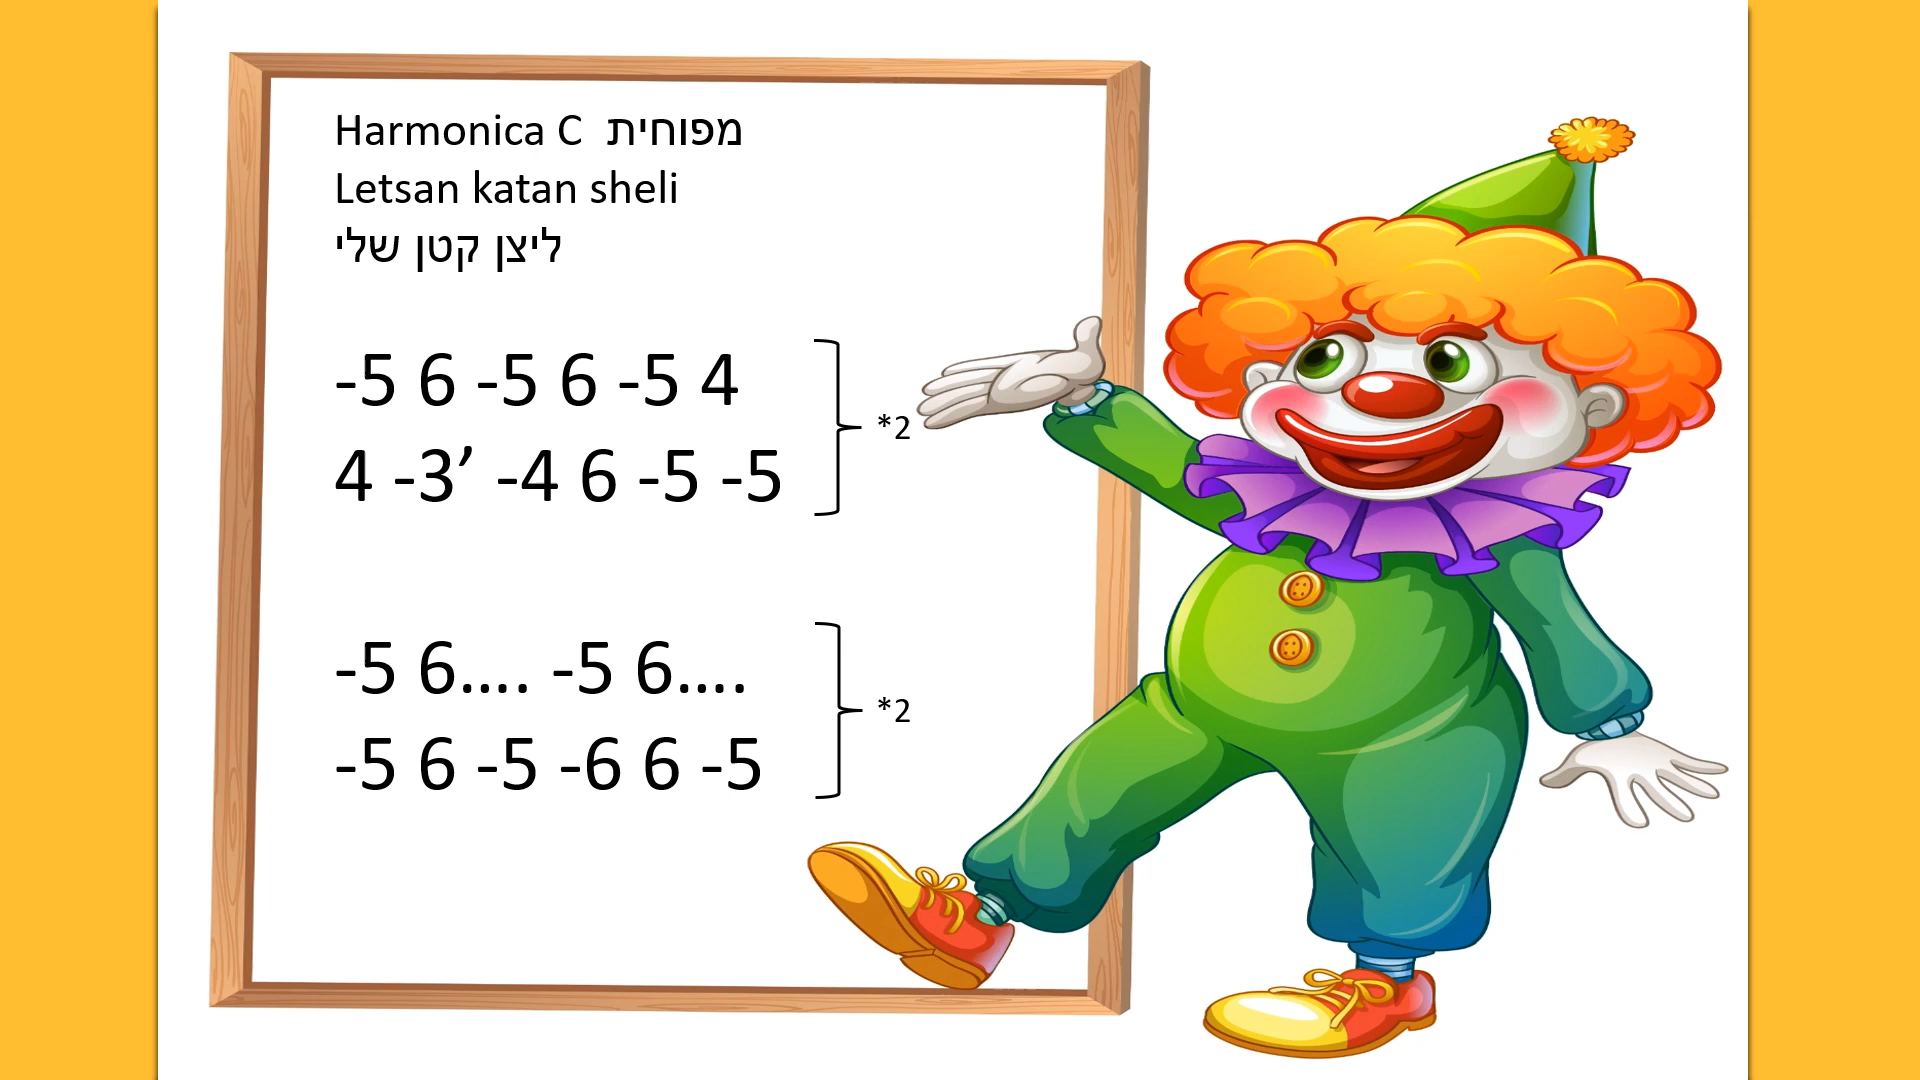 Harmonica C מפוחית
Letsan katan sheli
ליצן קטן שלי
-5 6 -5 6 -5 4
4 -3’ -4 6 -5 -5
*2
-5 6.... -5 6....
-5 6 -5 -6 6 -5
*2